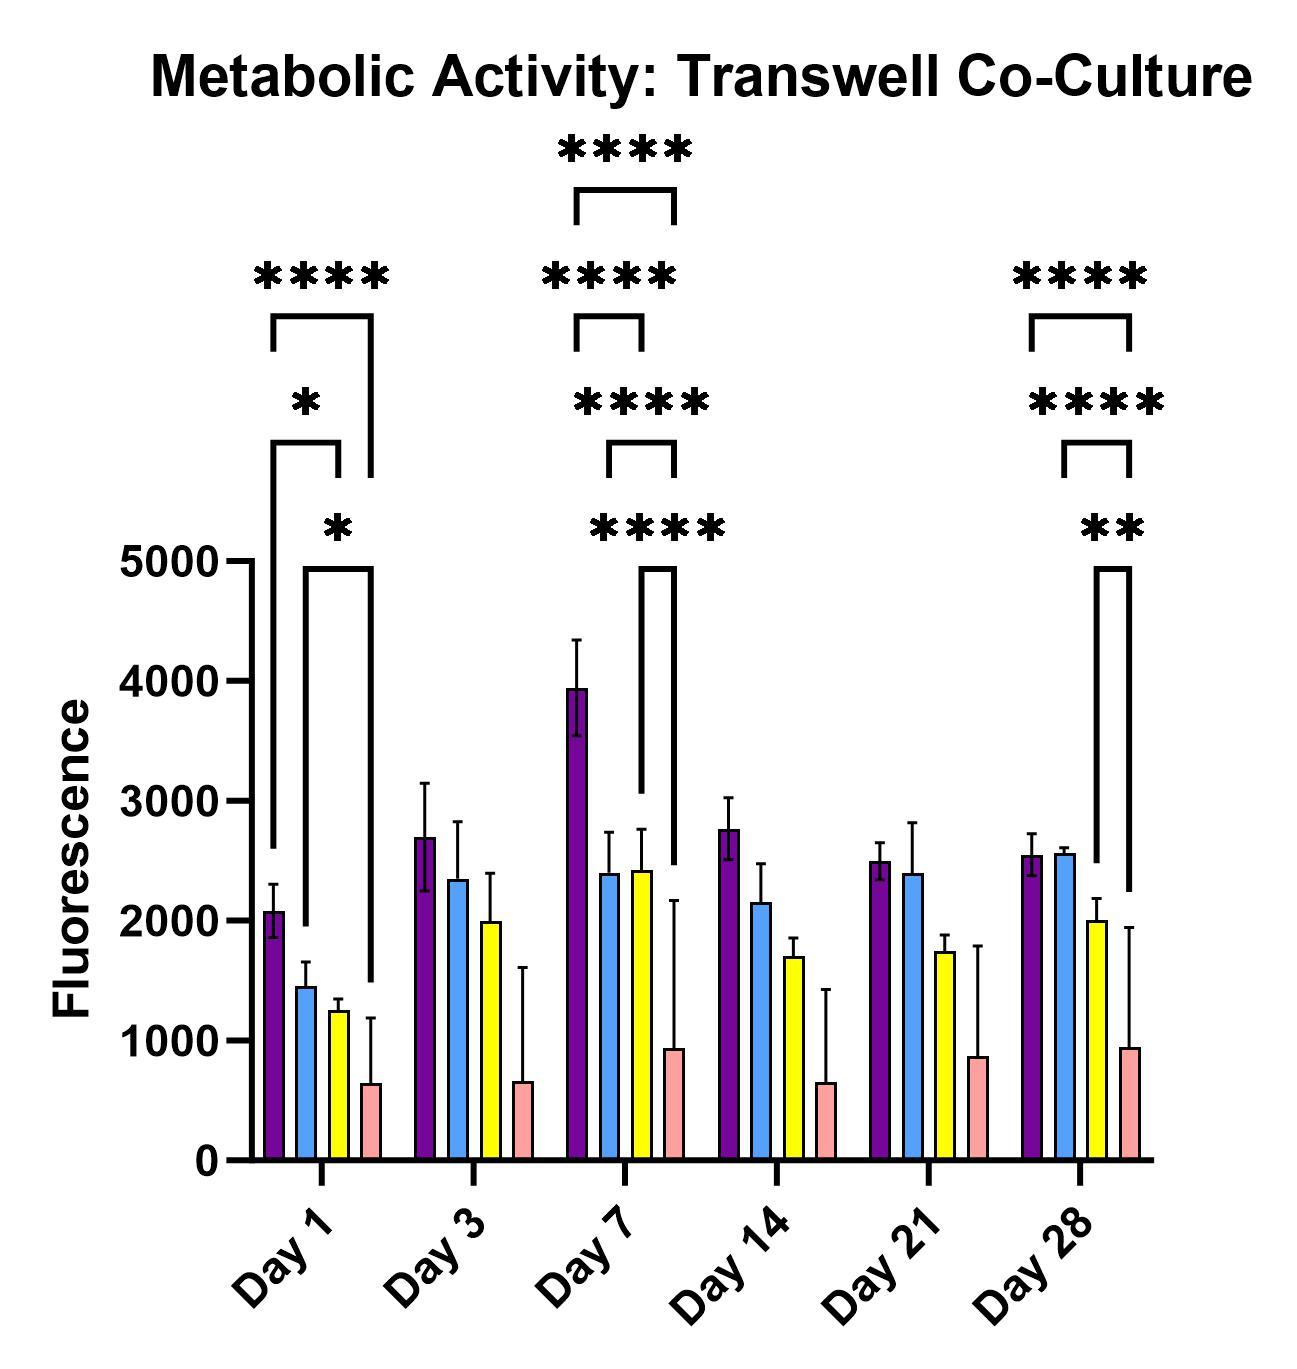 Metabolic Activity: Transwell Co-Culture
****
**** **** ****
* **** ****
* **** **
5000
4000
3000
2000
1000
0
Fluorescence
Day 1 Day 3 Day 7 Day 14 Day 21 Day 28